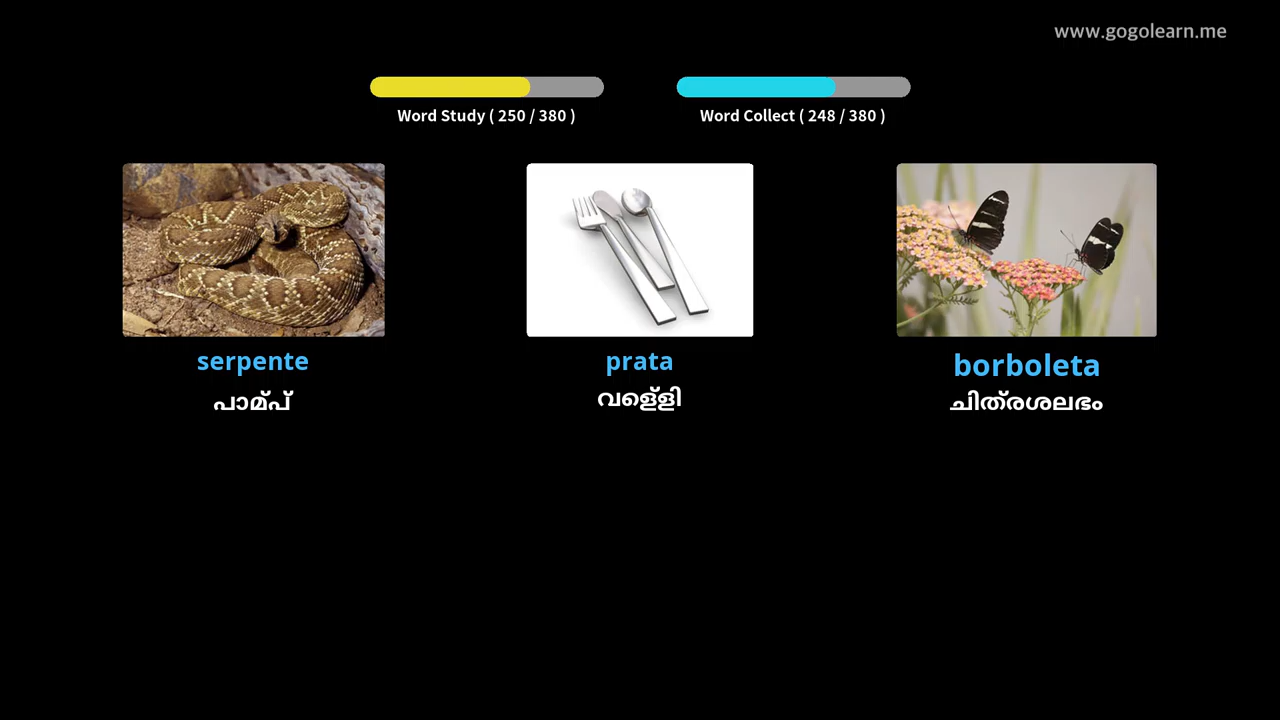 www.gogolearn.me
Word Study ( 250 / 380 )
Word Collect ( 248 / 380 )
serpente
prata
borboleta
പാമ്പ്
വെള്ളി
ചിത്രശലഭം